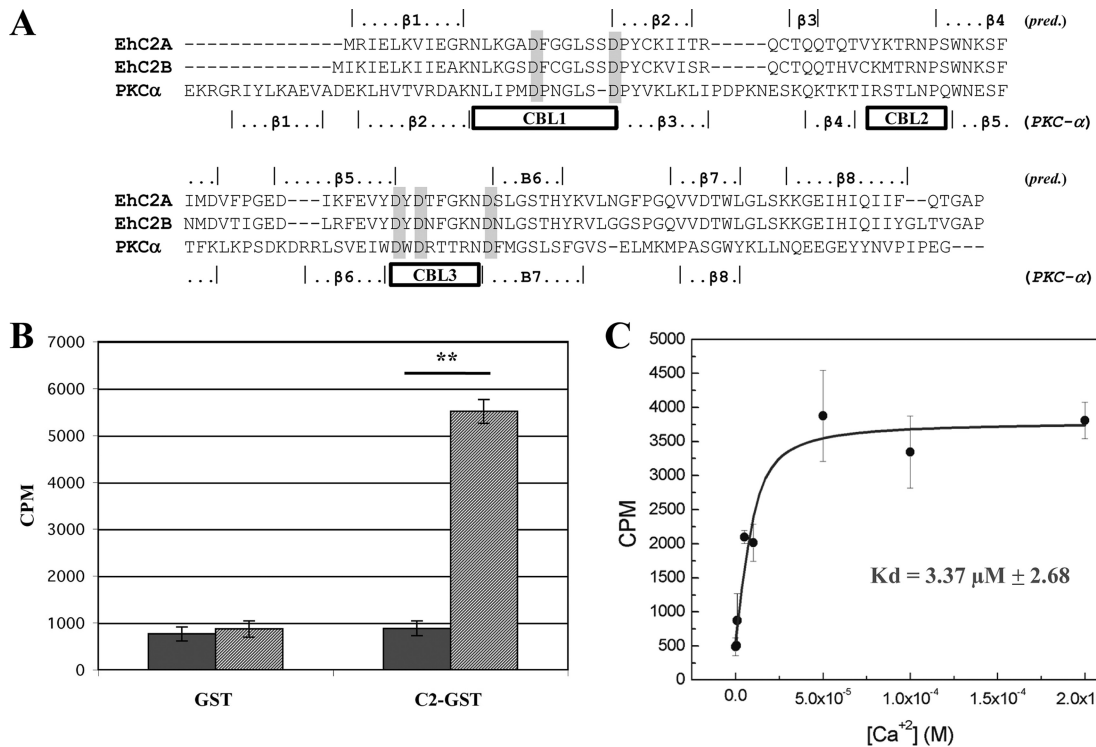 A
|....β1....| |..β2...| |β3| |....β4 (pred.)
EhC2A ----------------MRIELKVIEGRNLKGADFGGLSSDPYCKIITR-----QCTQQTQTVYKTRNPSWNKSF
EhC2B ---------------MIKIELKIIEAKNLKGSDFCGLSSDPYCKVISR-----QCTQQTHVCKMTRNPSWNKSF
PKCα EKRGRIYLKAEVADEKLHVTVRDAKNLIPMDPNGLS-DPYVKLKLIPDPKNESKQKTKTIRSTLNPQWNESF
|...β1...| |....β2....| CBL1 |...β3....| |.β4.| CBL2 |...β5. (PKC-α)
...| |.....β5.....| |..B6...| |....β7...| |....β8.....| (pred.)
EhC2A IMDVFPGED---IKFEVYDYDTFGKNDSLGSTHYKVLNGFPGQVVDTWLGLSKKGEIHIQIIF--QTGAP
EhC2B NMDVTIGED---LRFEVYDYDNFGKNDNLGSTHYRVLGGSPGQVVDTWLGLSKKGEIHIQIIYGLTVGAP
PKCα TFKLKPSDKDRRLSVEIWDWDRTTRNDFMGSLSFGVS-ELMKMPASGWYKLLNQEEGEYYNVPIPEG---
...| |..β6...| CBL3 |...B7....| |..β8..| (PKC-α)
B
7000
6000
5000
4000
3000
2000
1000
0
CPM
**
GST C2-GST
C
5000
4500
4000
3500
3000
2500
2000
1500
1000
500
0
CPM
Kd = 3.37 µM ± 2.68
0.0 5.0x10⁻⁵ 1.0x10⁻⁴ 1.5x10⁻⁴ 2.0x1
[Ca⁺²] (M)